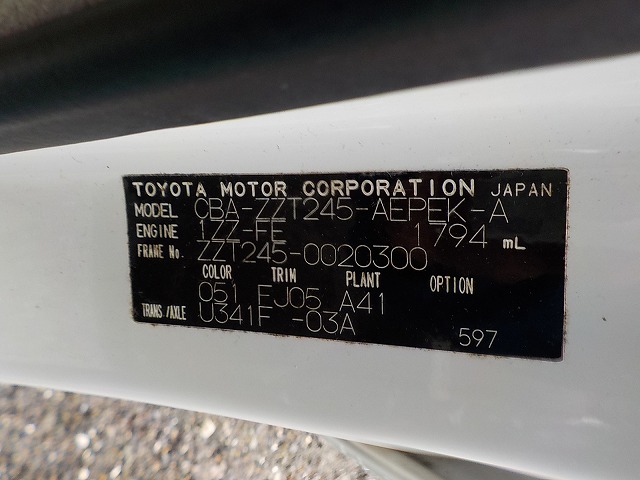 TOYOTA MOTOR CORPORATION JAPAN
MODEL CBA-ZZT245-AEPEK-A
ENGINE 1ZZ-FE 1794 mL
FRAME No. ZZT245-0020300
COLOR TRIM PLANT OPTION
051 FJ05 A41
TRANS./AXLE U341F -03A
597